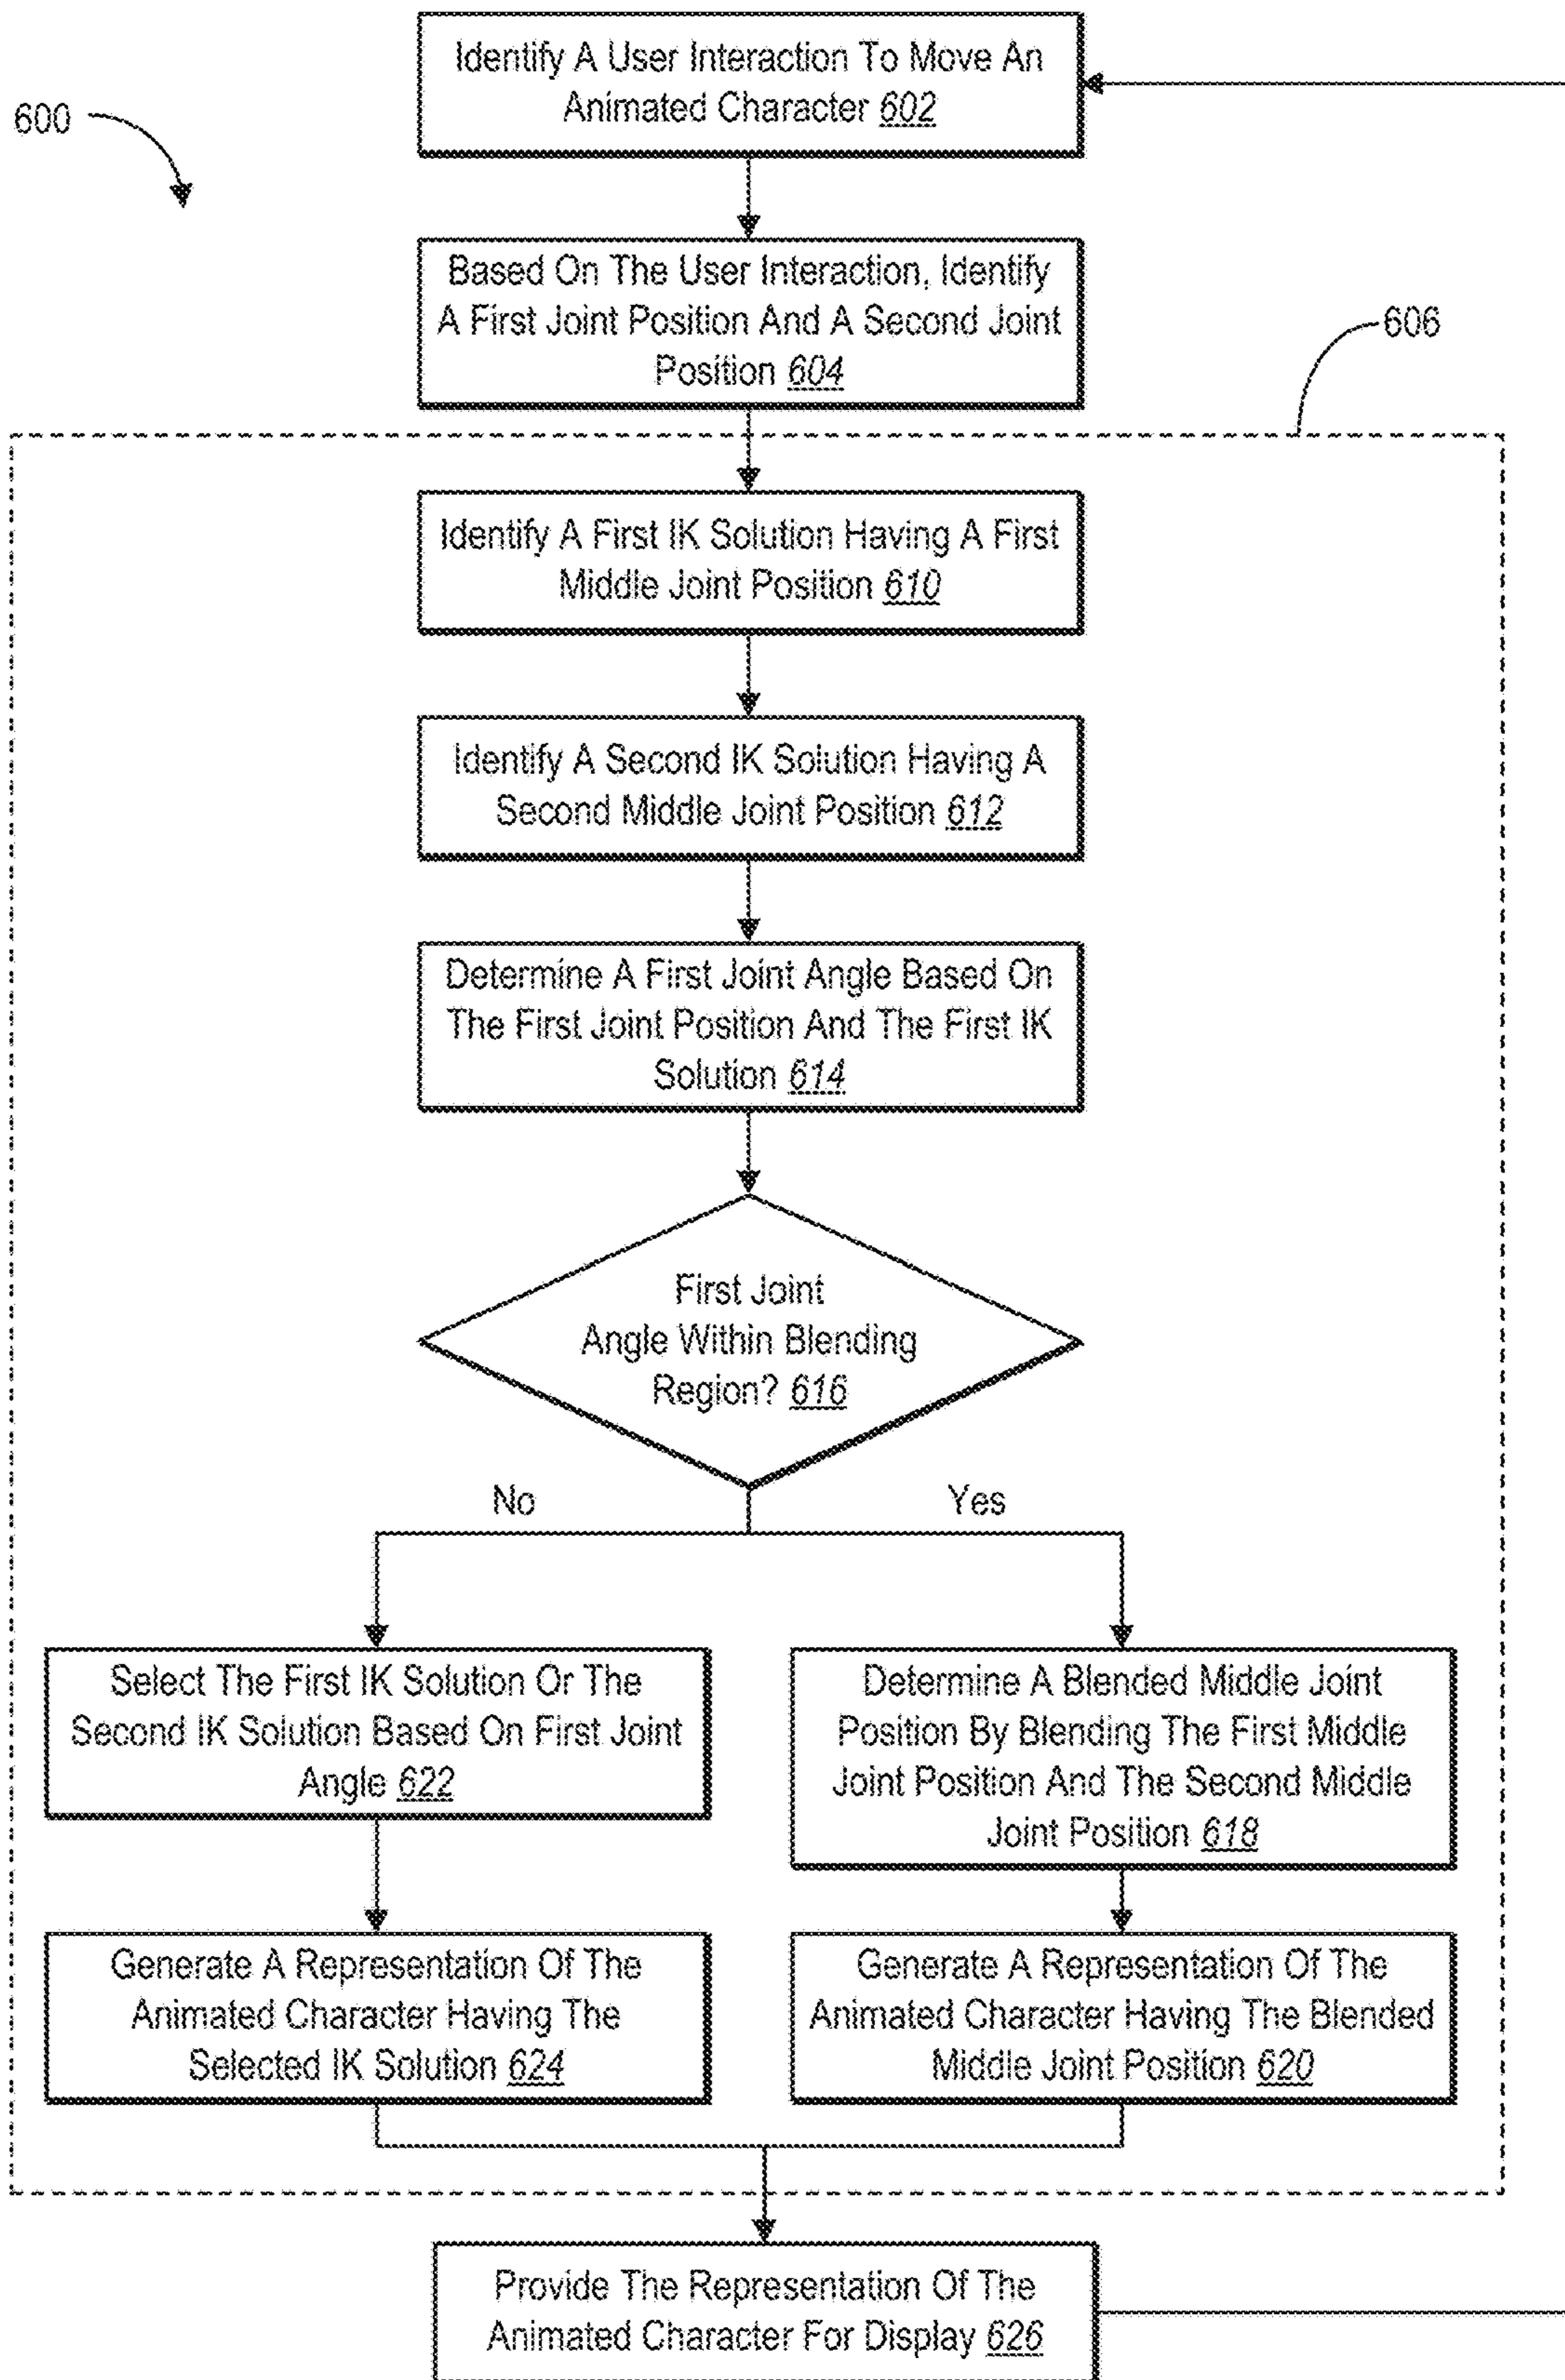 Identify A User Interaction To Move An
Animated Character 602
600
Based On The User Interaction, Identify
A First Joint Position And A Second Joint
Position 604
606
Identify A First IK Solution Having A First
Middle Joint Position 610
Identify A Second IK Solution Having A
Second Middle Joint Position 612
Determine A First Joint Angle Based On
The First Joint Position And The First IK
Solution 614
First Joint
Angle Within Blending
Region? 616
No
Yes
Select The First IK Solution Or The
Second IK Solution Based On First Joint
Angle 622
Determine A Blended Middle Joint
Position By Blending The First Middle
Joint Position And The Second Middle
Joint Position 618
Generate A Representation Of The
Animated Character Having The
Selected IK Solution 624
Generate A Representation Of The
Animated Character Having The Blended
Middle Joint Position 620
Provide The Representation Of The
Animated Character For Display 626